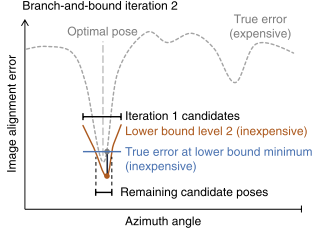 Branch-and-bound iteration 2
Optimal pose
True error
(expensive)
Image alignment error
Iteration 1 candidates
Lower bound level 2 (inexpensive)
True error at lower bound minimum
(inexpensive)
Remaining candidate poses
Azimuth angle